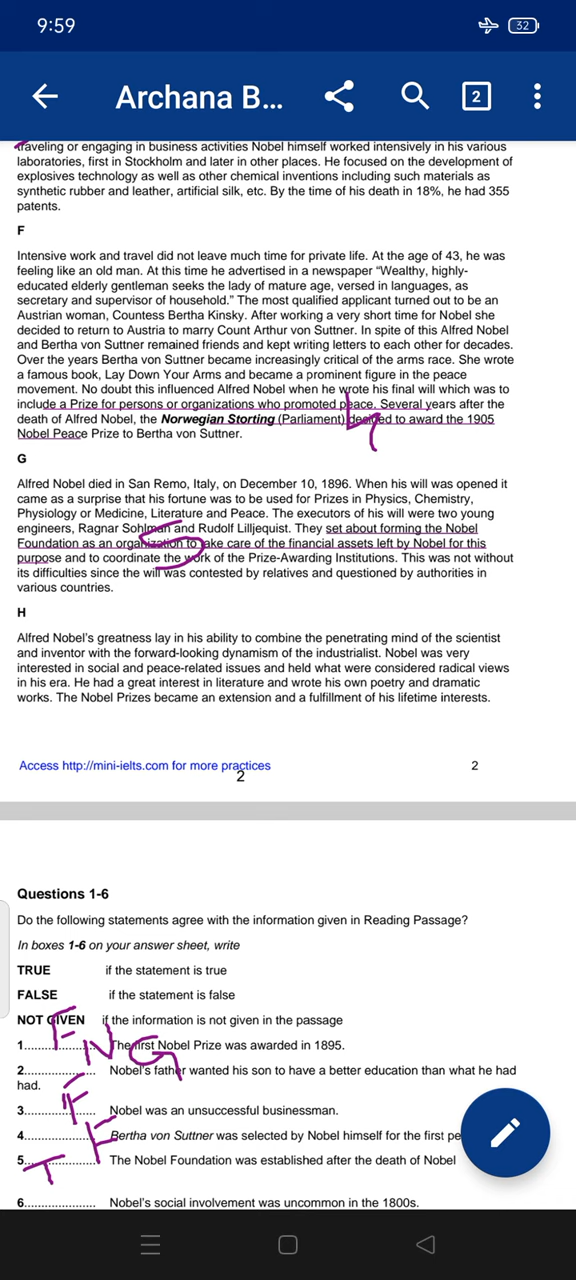 9:59
32
Archana B...
2
traveling or engaging in business activities Nobel himself worked intensively in his various
laboratories, first in Stockholm and later in other places. He focused on the development of
explosives technology as well as other chemical inventions including such materials as
synthetic rubber and leather, artificial silk, etc. By the time of his death in 18%, he had 355
patents.
F
Intensive work and travel did not leave much time for private life. At the age of 43, he was
feeling like an old man. At this time he advertised in a newspaper “Wealthy, highly-
educated elderly gentleman seeks the lady of mature age, versed in languages, as
secretary and supervisor of household.” The most qualified applicant turned out to be an
Austrian woman, Countess Bertha Kinsky. After working a very short time for Nobel she
decided to return to Austria to marry Count Arthur von Suttner. In spite of this Alfred Nobel
and Bertha von Suttner remained friends and kept writing letters to each other for decades.
Over the years Bertha von Suttner became increasingly critical of the arms race. She wrote
a famous book, Lay Down Your Arms and became a prominent figure in the peace
movement. No doubt this influenced Alfred Nobel when he wrote his final will which was to
include a Prize for persons or organizations who promoted peace. Several years after the
death of Alfred Nobel, the Norwegian Storting (Parliament) decided to award the 1905
Nobel Peace Prize to Bertha von Suttner.
4
G
Alfred Nobel died in San Remo, Italy, on December 10, 1896. When his will was opened it
came as a surprise that his fortune was to be used for Prizes in Physics, Chemistry,
Physiology or Medicine, Literature and Peace. The executors of his will were two young
engineers, Ragnar Sohlman and Rudolf Lilljequist. They set about forming the Nobel
Foundation as an organization to take care of the financial assets left by Nobel for this
purpose and to coordinate the work of the Prize-Awarding Institutions. This was not without
its difficulties since the will was contested by relatives and questioned by authorities in
various countries.
5
H
Alfred Nobel’s greatness lay in his ability to combine the penetrating mind of the scientist
and inventor with the forward-looking dynamism of the industrialist. Nobel was very
interested in social and peace-related issues and held what were considered radical views
in his era. He had a great interest in literature and wrote his own poetry and dramatic
works. The Nobel Prizes became an extension and a fulfillment of his lifetime interests.
Access http://mini-ielts.com for more practices 2
2
Questions 1-6
Do the following statements agree with the information given in Reading Passage?
In boxes 1-6 on your answer sheet, write
TRUE if the statement is true
FALSE if the statement is false
NOT GIVEN if the information is not given in the passage
1.................... F The first Nobel Prize was awarded in 1895.
2.................... NG Nobel’s father wanted his son to have a better education than what he had
had.
3.................... F Nobel was an unsuccessful businessman.
4.................... F Bertha von Suttner was selected by Nobel himself for the first pe
5.................... T The Nobel Foundation was established after the death of Nobel
6.................... Nobel’s social involvement was uncommon in the 1800s.